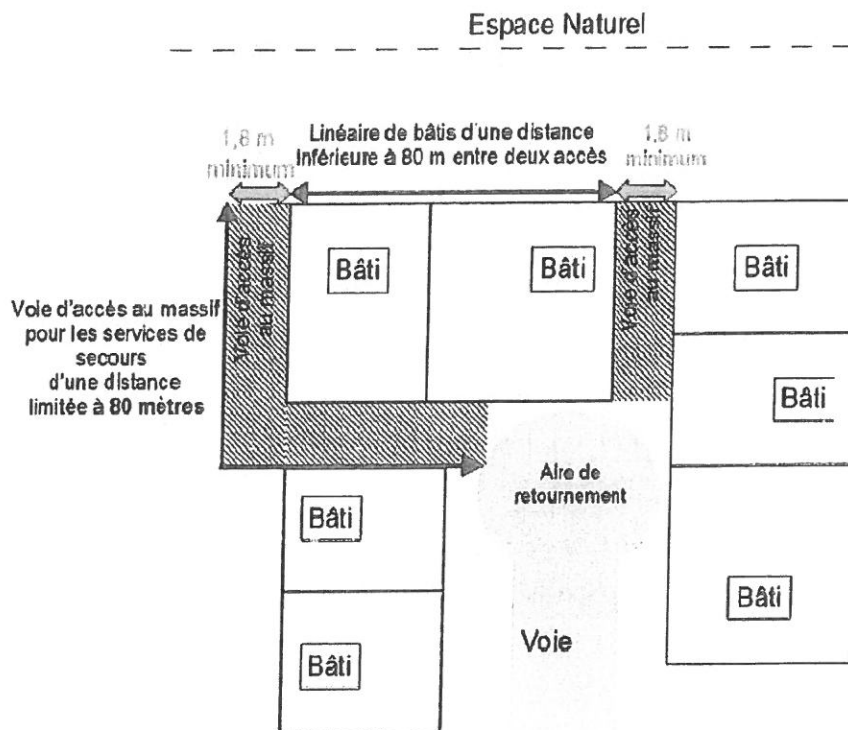 Espace Naturel
1,8 m
minimum
Linéaire de bâtis d'une distance
Inférieure à 80 m entre deux accès
1,8 m
minimum
Voie d'accès
au massif
Bâti
Bâti
Voie d'accès
au massif
Bâti
Voie d'accès au massif
pour les services de
secours
d'une distance
limitée à 80 mètres
Bâti
Aire de
retournement
Bâti
Bâti
Voie
Bâti